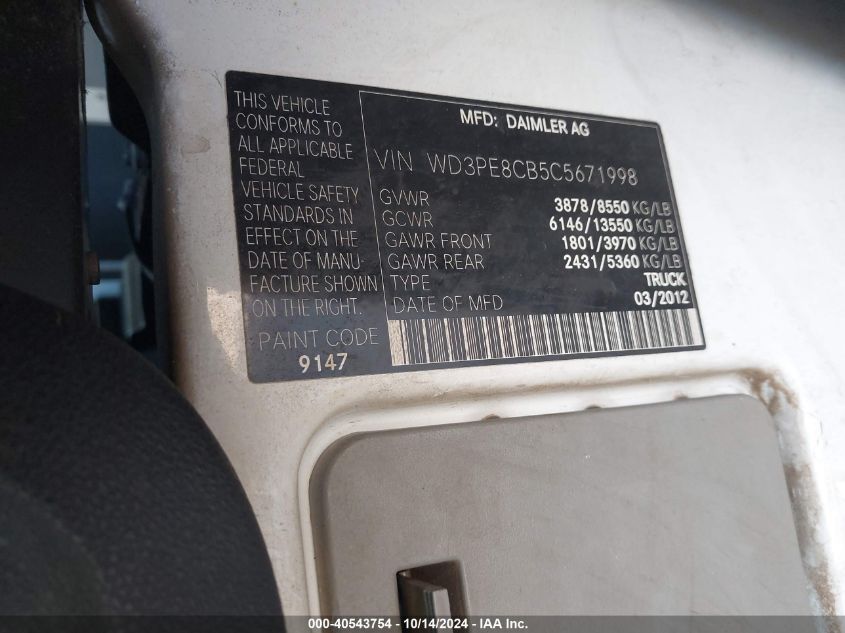 THIS VEHICLE
CONFORMS TO
ALL APPLICABLE
FEDERAL
VEHICLE SAFETY
STANDARDS IN
EFFECT ON THE
DATE OF MANU-
FACTURE SHOWN
ON THE RIGHT.
PAINT CODE
9147
MFD: DAIMLER AG
VIN WD3PE8CB5C5671998
GVWR 3878/8550 KG/LB
GCWR 6146/13550 KG/LB
GAWR FRONT 1801/3970 KG/LB
GAWR REAR 2431/5360 KG/LB
TYPE TRUCK
DATE OF MFD 03/2012
000-40543754 - 10/14/2024 - IAA Inc.